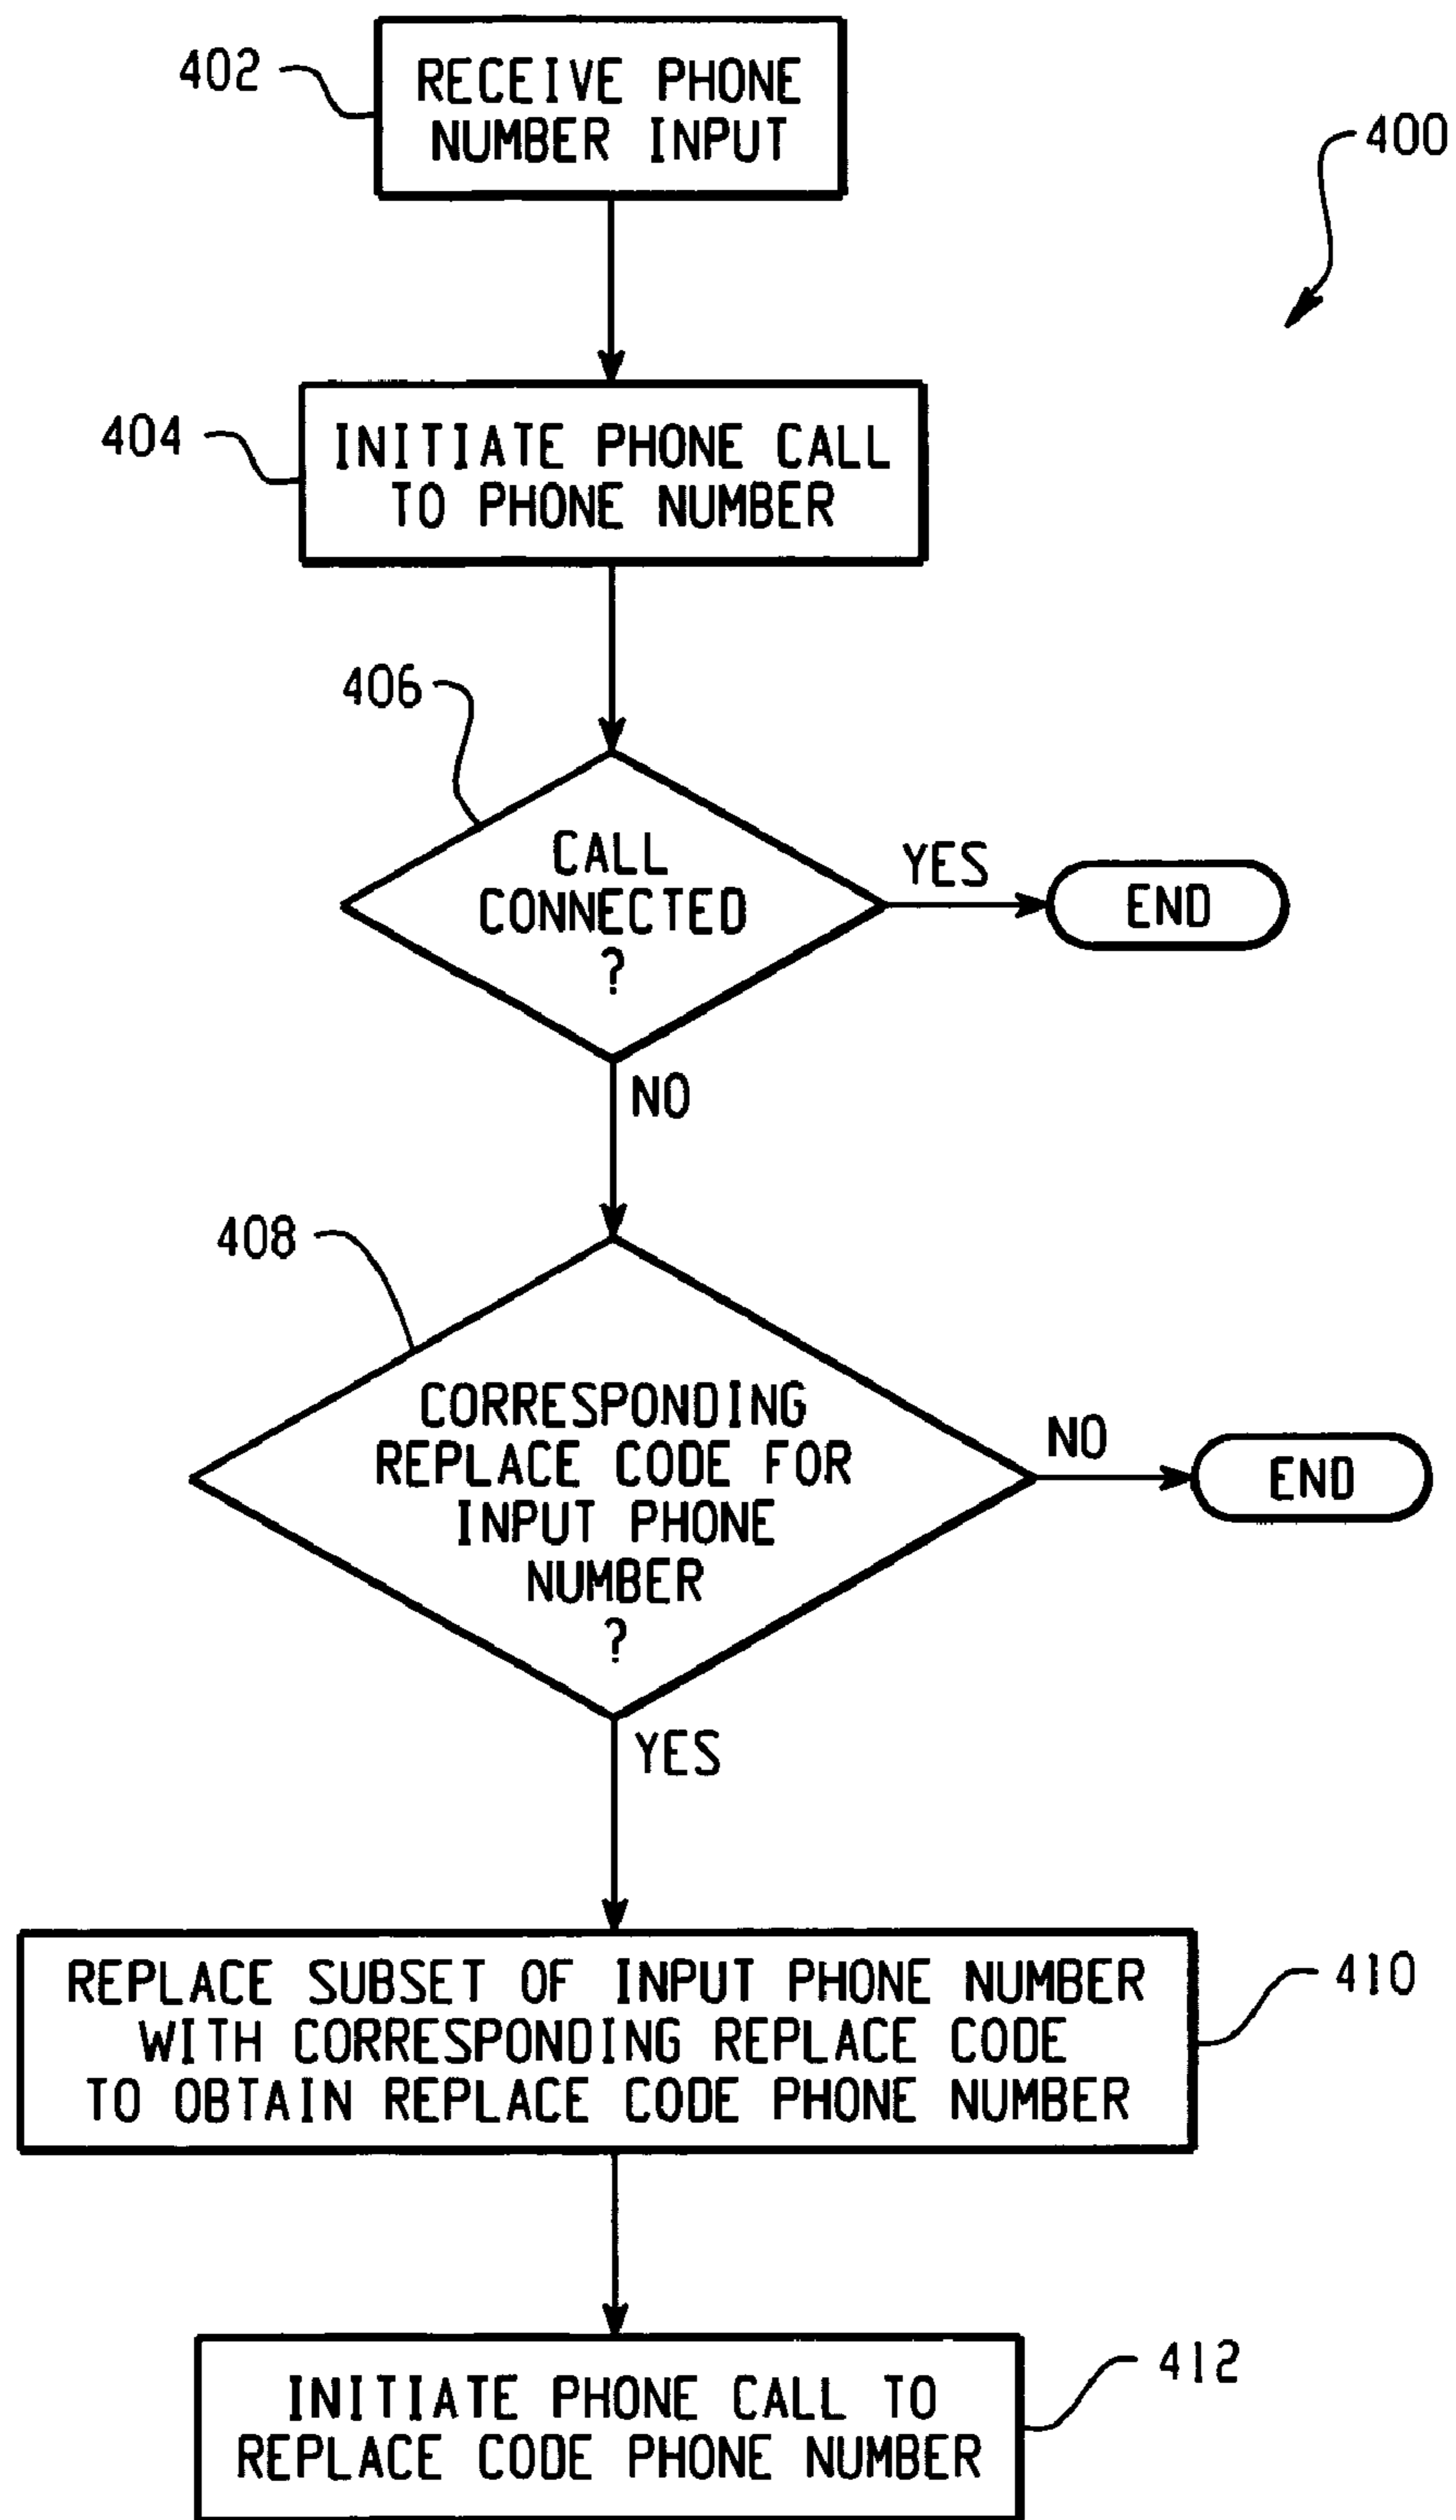 402
RECEIVE PHONE
NUMBER INPUT
400
404
INITIATE PHONE CALL
TO PHONE NUMBER
406
CALL
CONNECTED
?
YES
END
NO
408
CORRESPONDING
REPLACE CODE FOR
INPUT PHONE
NUMBER
?
NO
END
YES
REPLACE SUBSET OF INPUT PHONE NUMBER
WITH CORRESPONDING REPLACE CODE
TO OBTAIN REPLACE CODE PHONE NUMBER
410
INITIATE PHONE CALL TO
REPLACE CODE PHONE NUMBER
412